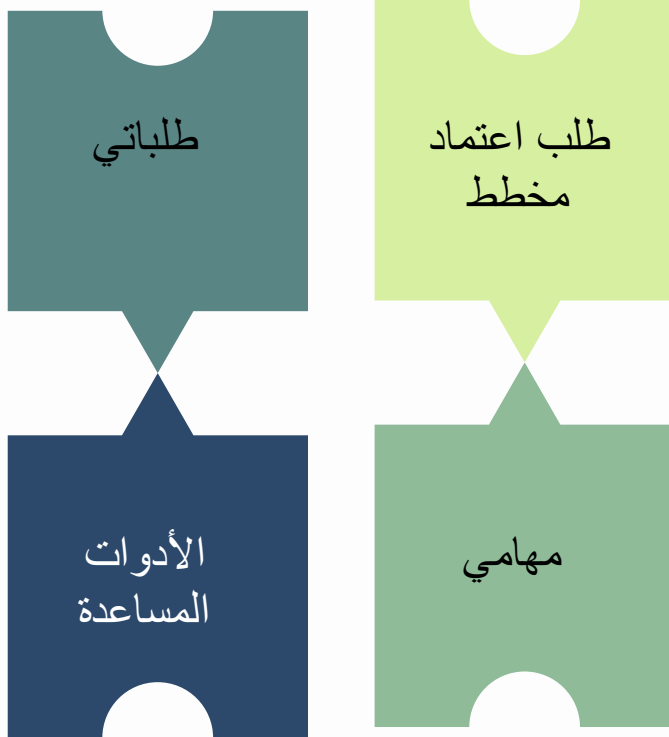 طلب اعتماد
مخطط
طلباتي
مهامي
الأدوات
المساعدة